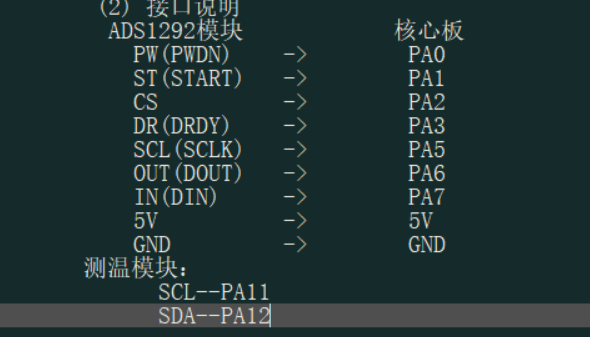 (2) 接口说明
ADS1292模块 核心板
PW(PWDN) -> PA0
ST(START) -> PA1
CS -> PA2
DR(DRDY) -> PA3
SCL(SCLK) -> PA5
OUT(DOUT) -> PA6
IN(DIN) -> PA7
5V -> 5V
GND -> GND
测温模块:
SCL--PA11
SDA--PA12